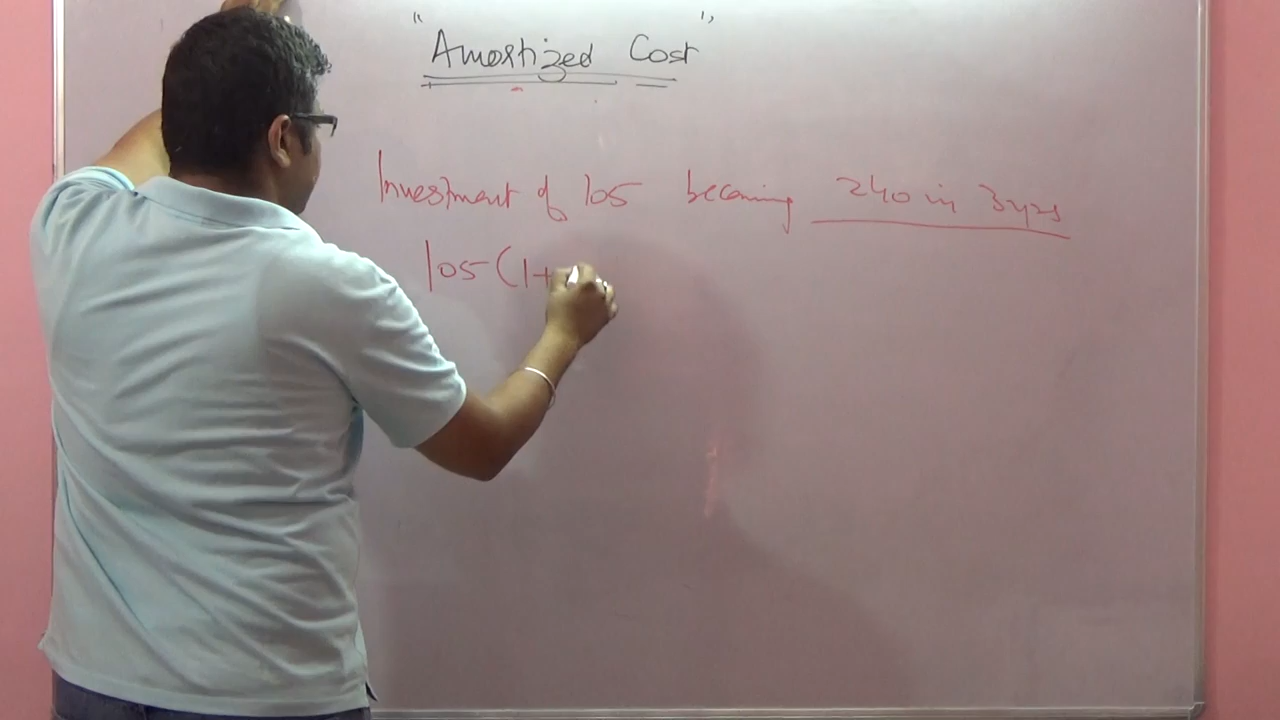 "Amortized Cost"
Investment of 105 becoming 240 in 3yrs
105(1+